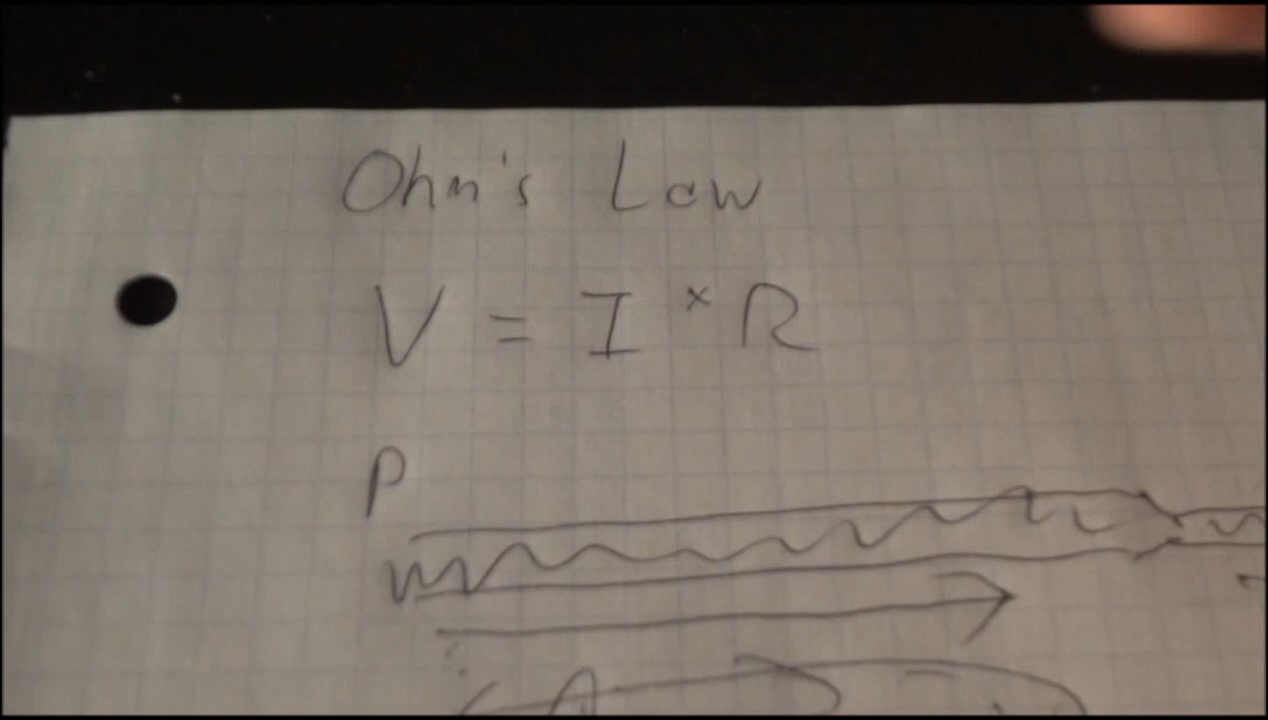 Ohm's Law
V = I × R
P